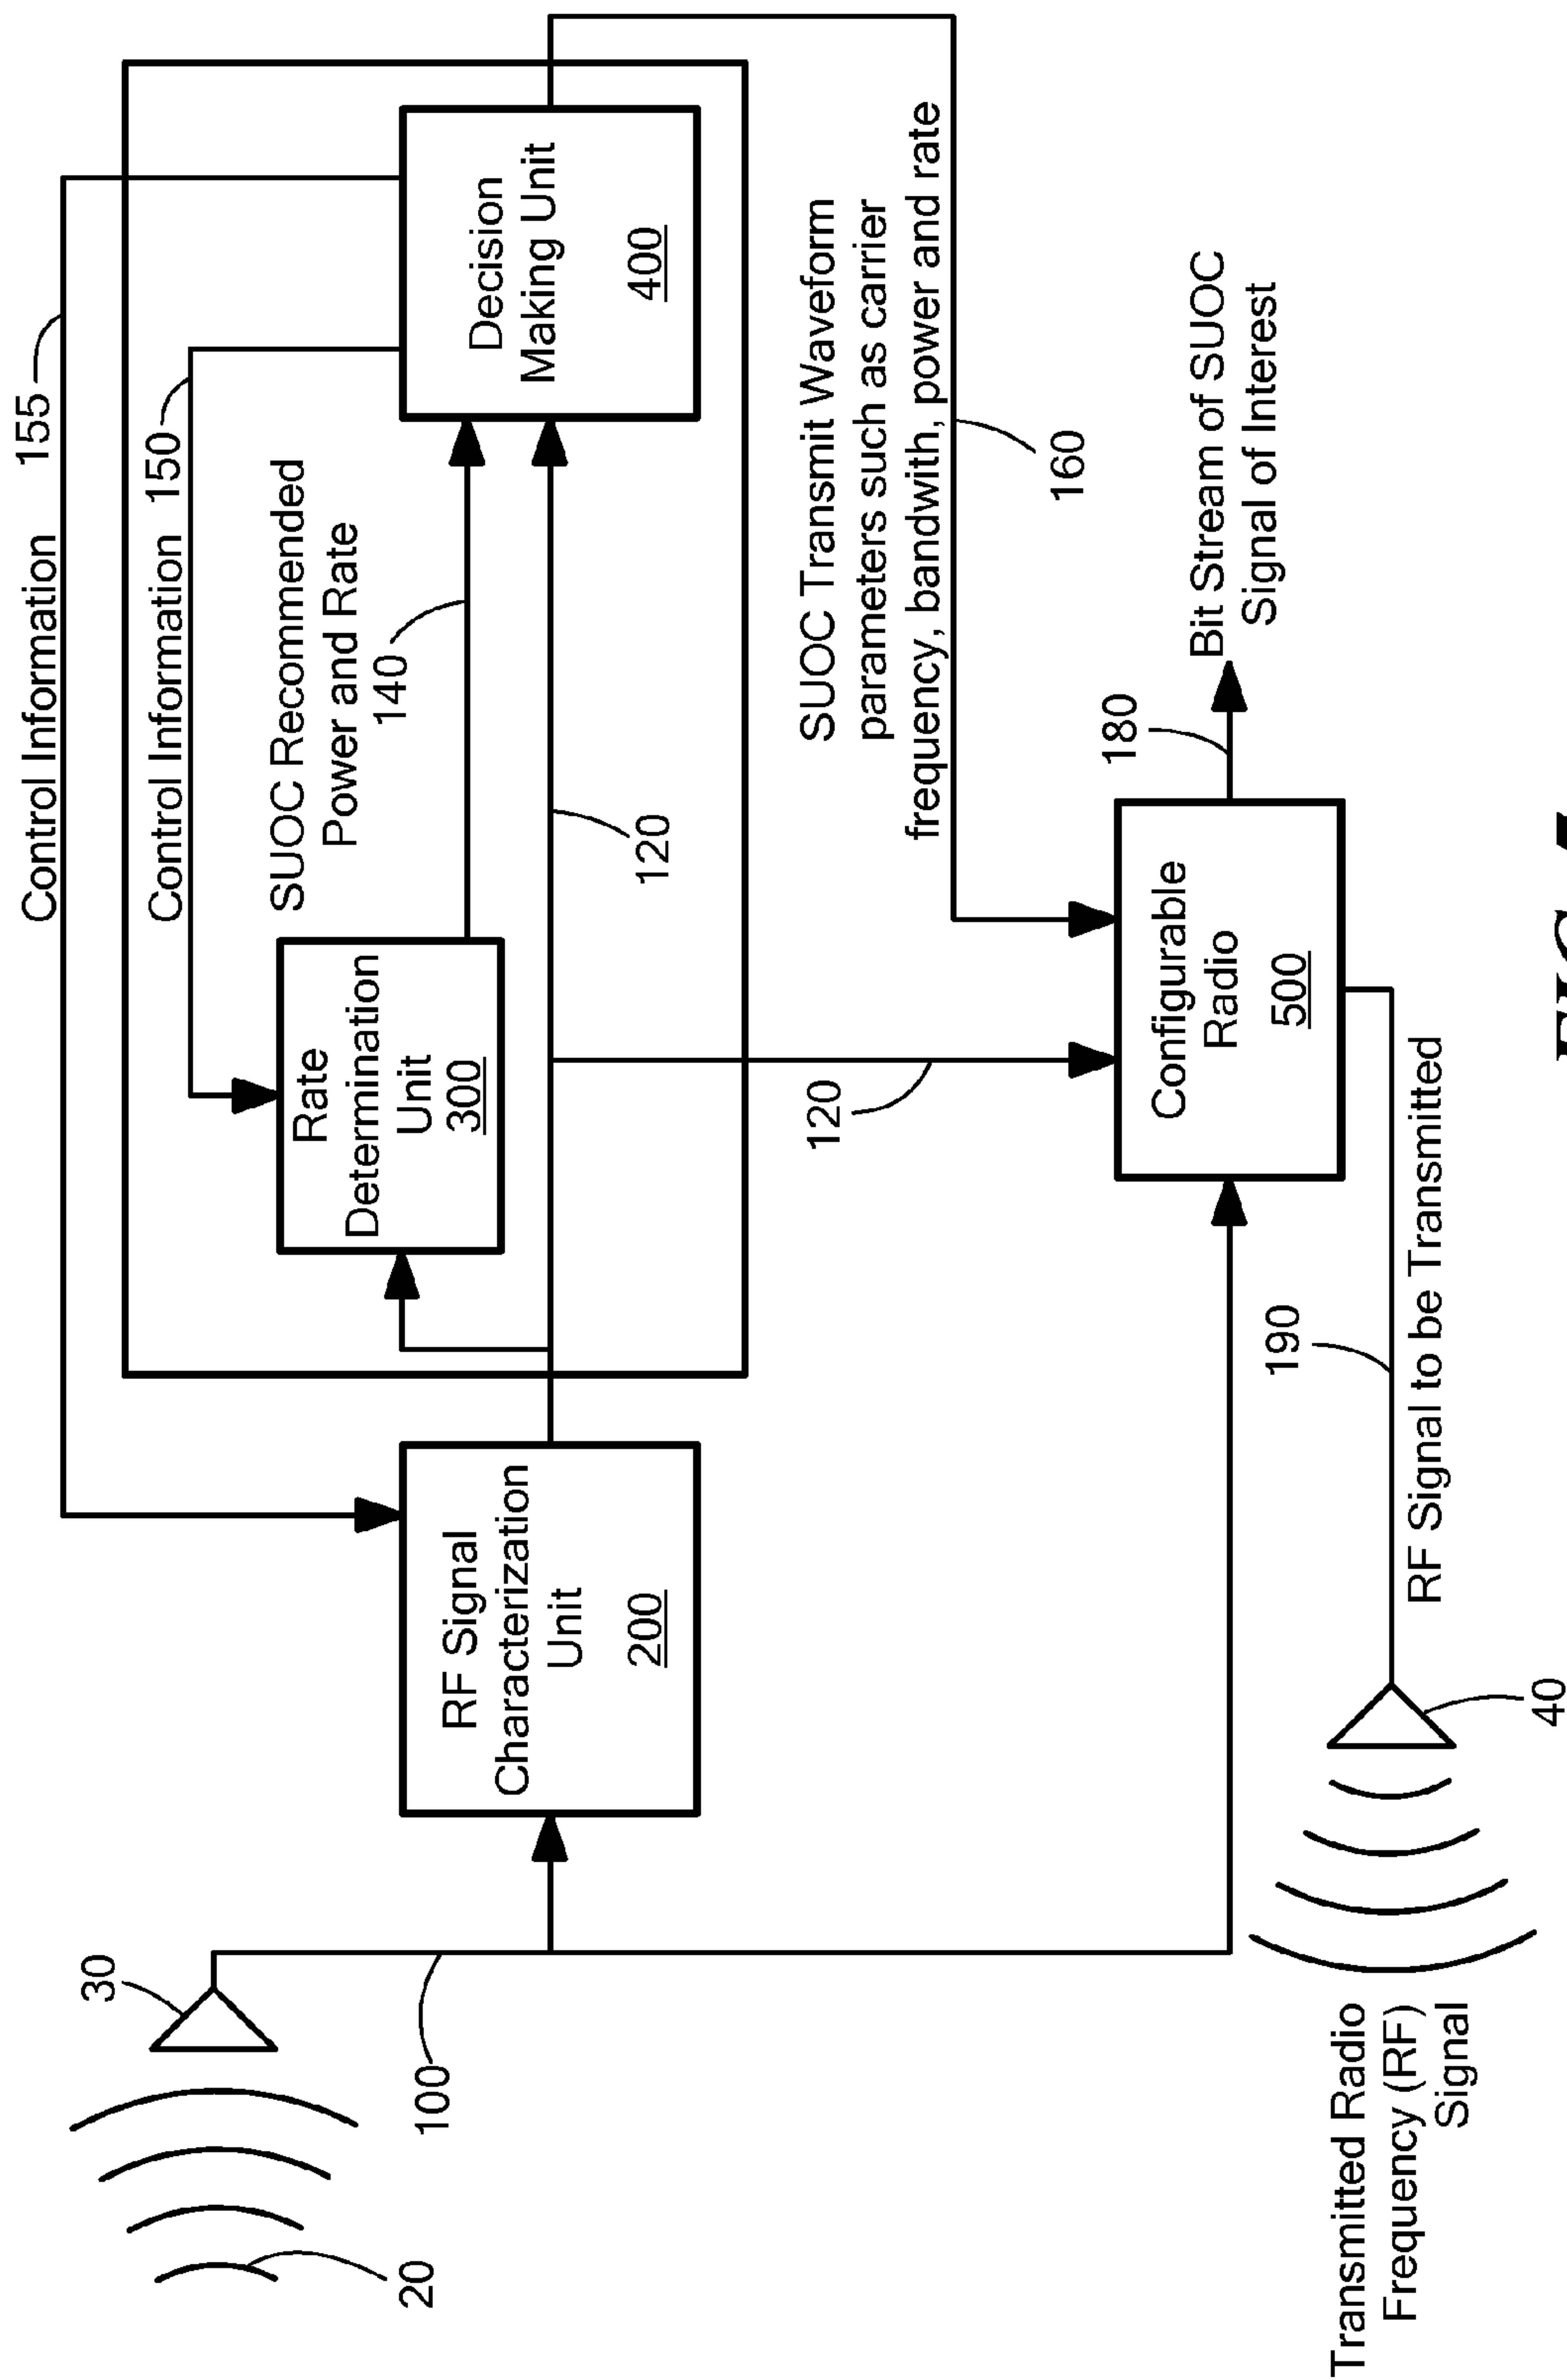 155
Control Information
Control Information
150
SUOC Recommended
Power and Rate
140
Rate
Determination
Unit
300
Decision
Making Unit
400
RF Signal
Characterization
Unit
200
30
100
20
120
120
SUOC Transmit Waveform
parameters such as carrier
frequency, bandwith, power and rate
160
Configurable
Radio
500
180
Bit Stream of SUOC
Signal of Interest
190
RF Signal to be Transmitted
40
Transmitted Radio
Frequency (RF)
Signal